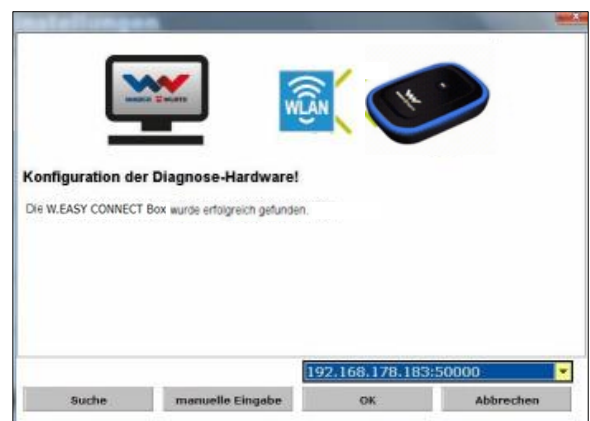 WLAN
Konfiguration der Diagnose-Hardware!
Die W.EASY CONNECT Box wurde erfolgreich gefunden.
192.168.178.183:50000
Suche
manuelle Eingabe
OK
Abbrechen